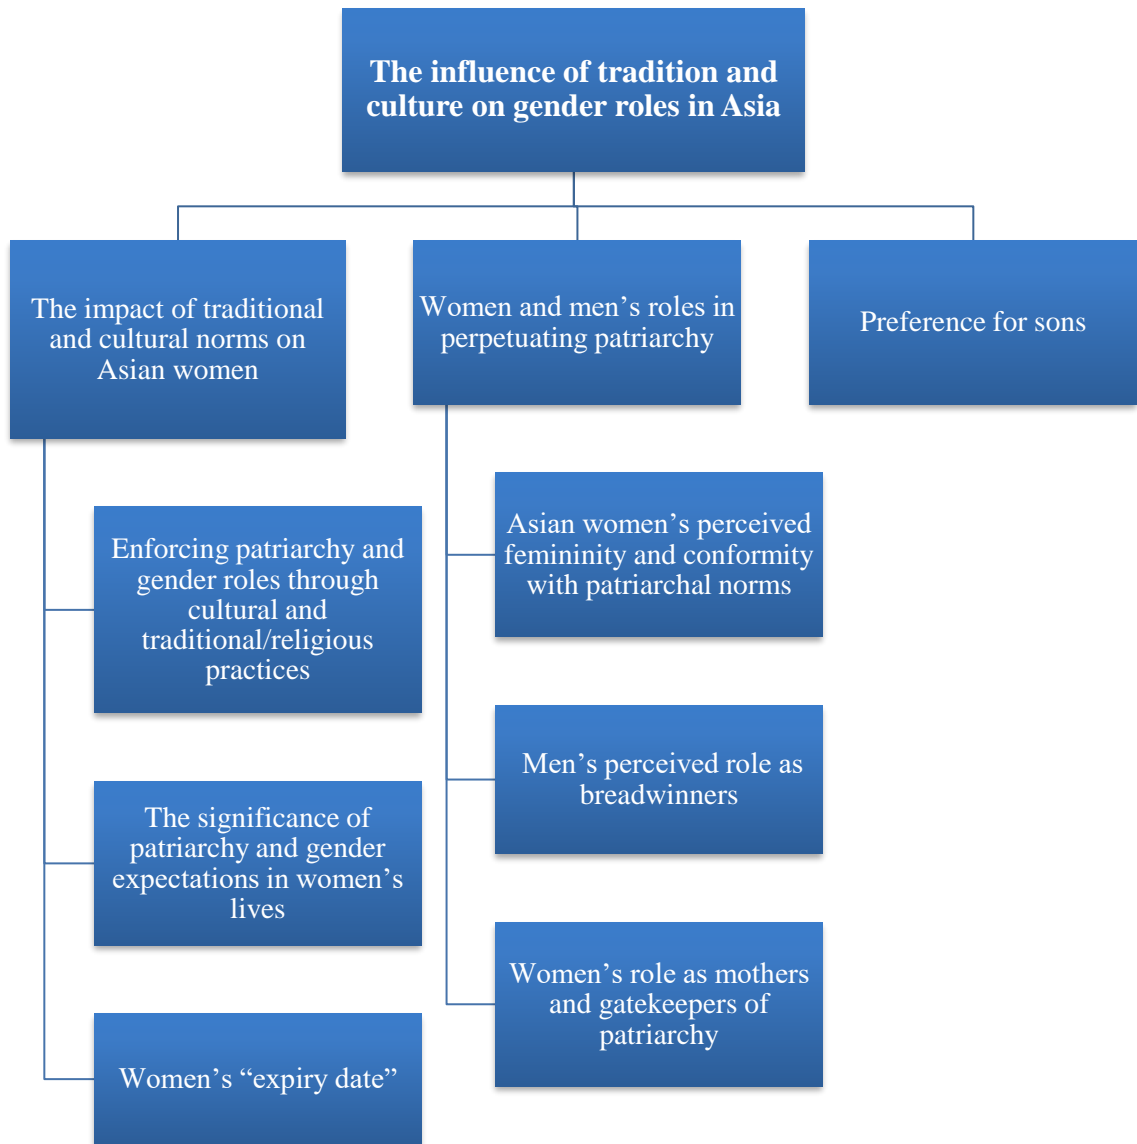 The influence of tradition and
culture on gender roles in Asia
The impact of traditional
and cultural norms on
Asian women
Enforcing patriarchy and
gender roles through
cultural and
traditional/religious
practices
The significance of
patriarchy and gender
expectations in women’s
lives
Women’s “expiry date”
Women and men’s roles in
perpetuating patriarchy
Asian women’s perceived
femininity and conformity
with patriarchal norms
Men’s perceived role as
breadwinners
Women’s role as mothers
and gatekeepers of
patriarchy
Preference for sons